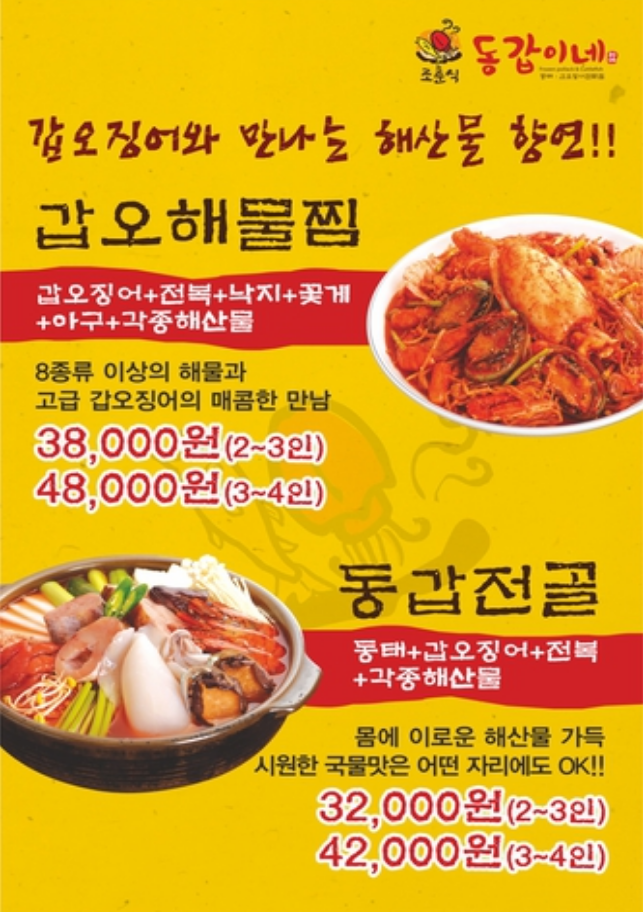 조춘식
동갑이네
갑오징어와 만나는 해산물 향연!!
갑오해물찜
갑오징어+전복+낙지+꽃게
+아구+각종해산물
8종류 이상의 해물과
고급 갑오징어의 매콤한 만남
38,000원(2~3인)
48,000원(3~4인)
동갑전골
동태+갑오징어+전복
+각종해산물
몸에 이로운 해산물 가득
시원한 국물맛은 어떤 자리에도 OK!!
32,000원(2~3인)
42,000원(3~4인)